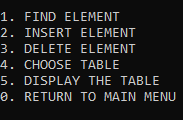 1. FIND ELEMENT
2. INSERT ELEMENT
3. DELETE ELEMENT
4. CHOOSE TABLE
5. DISPLAY THE TABLE
0. RETURN TO MAIN MENU